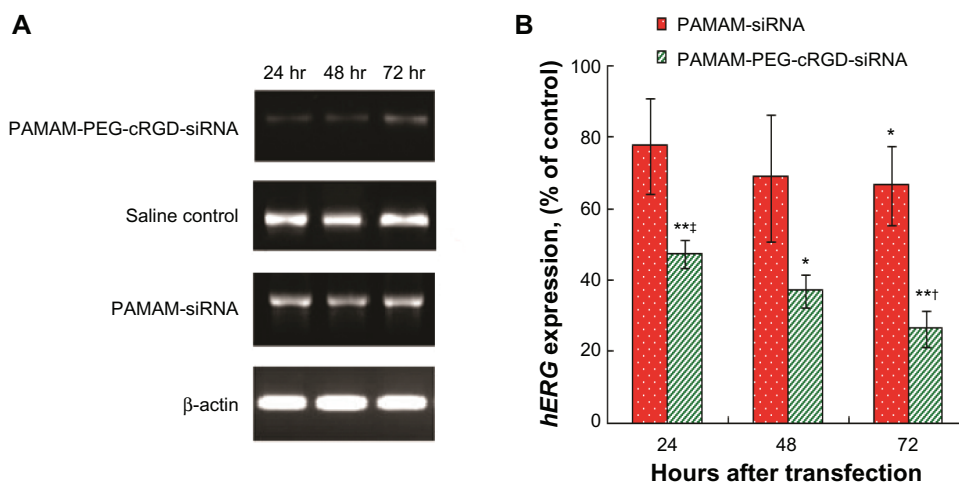 A
24 hr 48 hr 72 hr
PAMAM-PEG-cRGD-siRNA
Saline control
PAMAM-siRNA
β-actin
B
PAMAM-siRNA
PAMAM-PEG-cRGD-siRNA
hERG expression, (% of control)
100
80
60
40
20
0
**‡
*
*
**†
24 48 72
Hours after transfection